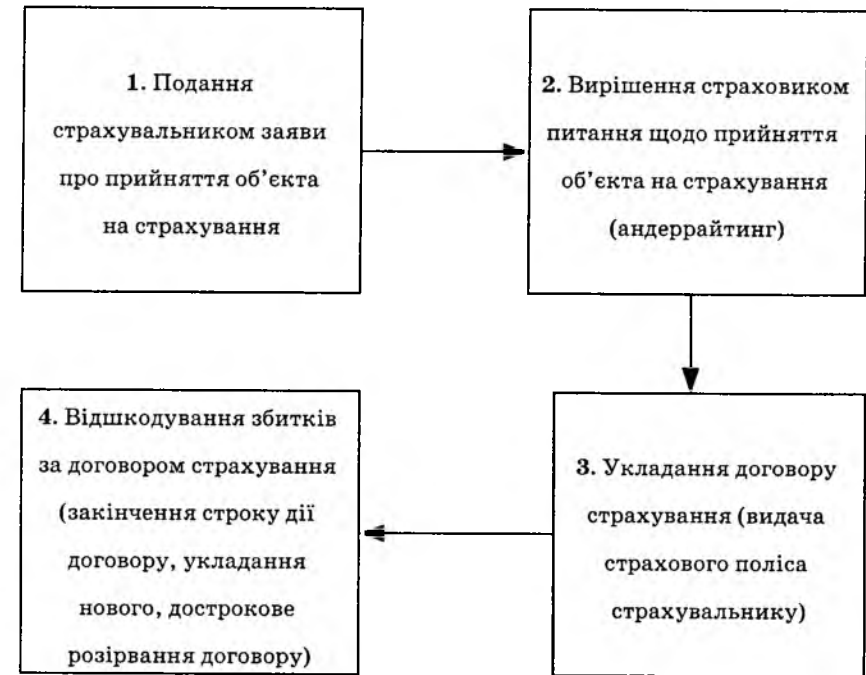 1. Подання
страхувальником заяви
про прийняття об’єкта
на страхування
2. Вирішення страховиком
питання щодо прийняття
об’єкта на страхування
(андеррайтинг)
3. Укладання договору
страхування (видача
страхового поліса
страхувальнику)
4. Відшкодування збитків
за договором страхування
(закінчення строку дії
договору, укладання
нового, дострокове
розірвання договору)